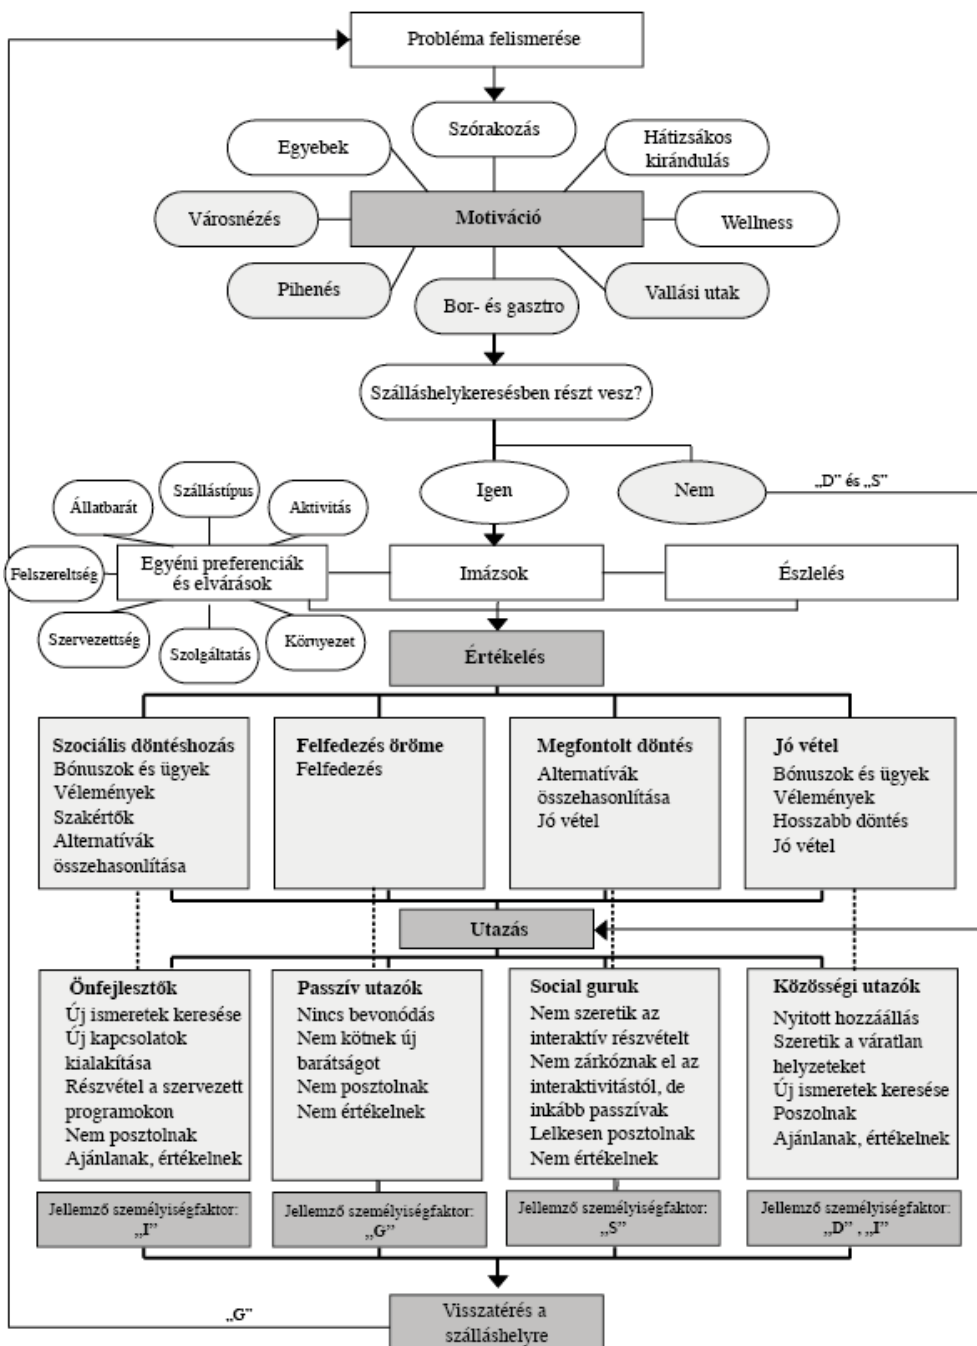 Probléma felismerése
Szórakozás
Egyebek
Hátizsákos
kirándulás
Városnézés
Motiváció
Wellness
Pihenés
Bor- és gasztro
Vallási utak
Szálláshelykeresésben részt vesz?
Igen
Nem
„D” és „S”
Állatbarát
Szállástípus
Aktivitás
Felszereltség
Egyéni preferenciák
és elvárások
Imázsok
Észlelés
Szervezettség
Szolgáltatás
Környezet
Értékelés
Szociális döntéshozás
Bónuszok és ügyek
Vélemények
Szakértők
Alternatívák
összehasonlítása
Felfedezés öröme
Felfedezés
Megfontolt döntés
Alternatívák
összehasonlítása
Jó vétel
Jó vétel
Bónuszok és ügyek
Vélemények
Hosszabb döntés
Jó vétel
Utazás
Önfejlesztők
Új ismeretek keresése
Új kapcsolatok
kialakítása
Részvétel a szervezett
programokon
Nem posztolnak
Ajánlanak, értékelnek
Passzív utazók
Nincs bevonódás
Nem kötnek új
barátságot
Nem posztolnak
Nem értékelnek
Social guruk
Nem szeretik az
interaktív részvételt
Nem zárkóznak el az
interaktivitástól, de
inkább passzívak
Lelkesen posztolnak
Nem értékelnek
Közösségi utazók
Nyitott hozzáállás
Szeretik a váratlan
helyzeteket
Új ismeretek keresése
Poszolnak
Ajánlanak, értékelnek
Jellemző személyiségfaktor:
„I”
Jellemző személyiségfaktor:
„G”
Jellemző személyiségfaktor:
„S”
Jellemző személyiségfaktor:
„D” , „I”
„G”
Visszatérés a
szálláshelyre